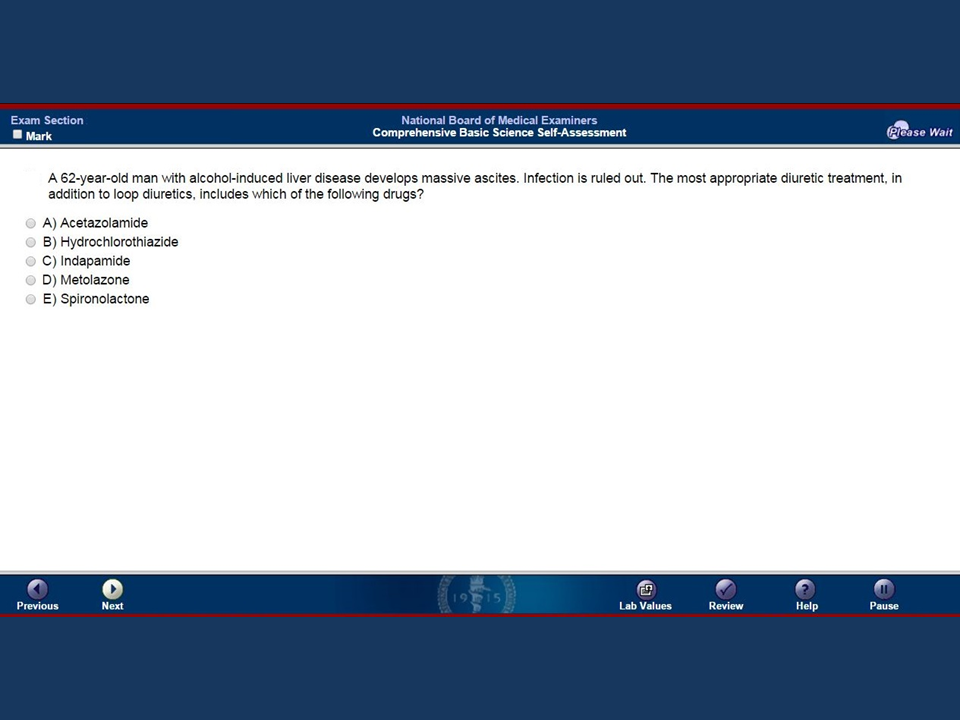 Exam Section
Mark
National Board of Medical Examiners
Comprehensive Basic Science Self-Assessment
Please Wait
A 62-year-old man with alcohol-induced liver disease develops massive ascites. Infection is ruled out. The most appropriate diuretic treatment, in
addition to loop diuretics, includes which of the following drugs?
A) Acetazolamide
B) Hydrochlorothiazide
C) Indapamide
D) Metolazone
E) Spironolactone
Previous
Next
1915
Lab Values
Review
Help
Pause